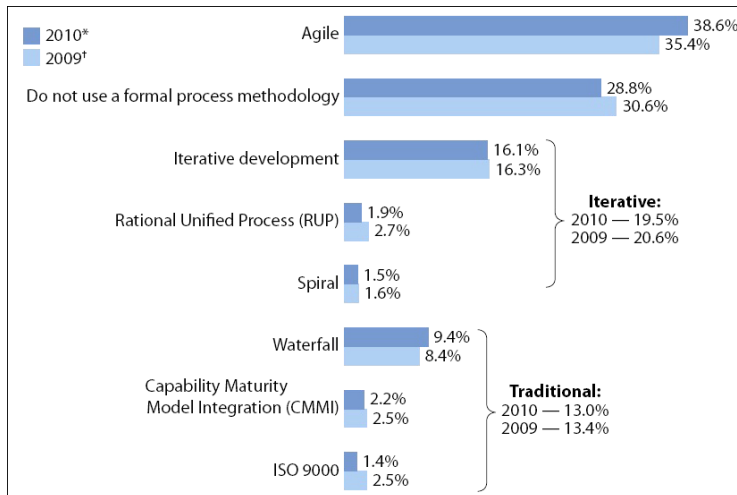 2010*
2009†
Agile
38.6%
35.4%
Do not use a formal process methodology
28.8%
30.6%
Iterative development
16.1%
16.3%
Rational Unified Process (RUP)
1.9%
2.7%
Spiral
1.5%
1.6%
Iterative:
2010 — 19.5%
2009 — 20.6%
Waterfall
9.4%
8.4%
Capability Maturity
Model Integration (CMMI)
2.2%
2.5%
ISO 9000
1.4%
2.5%
Traditional:
2010 — 13.0%
2009 — 13.4%